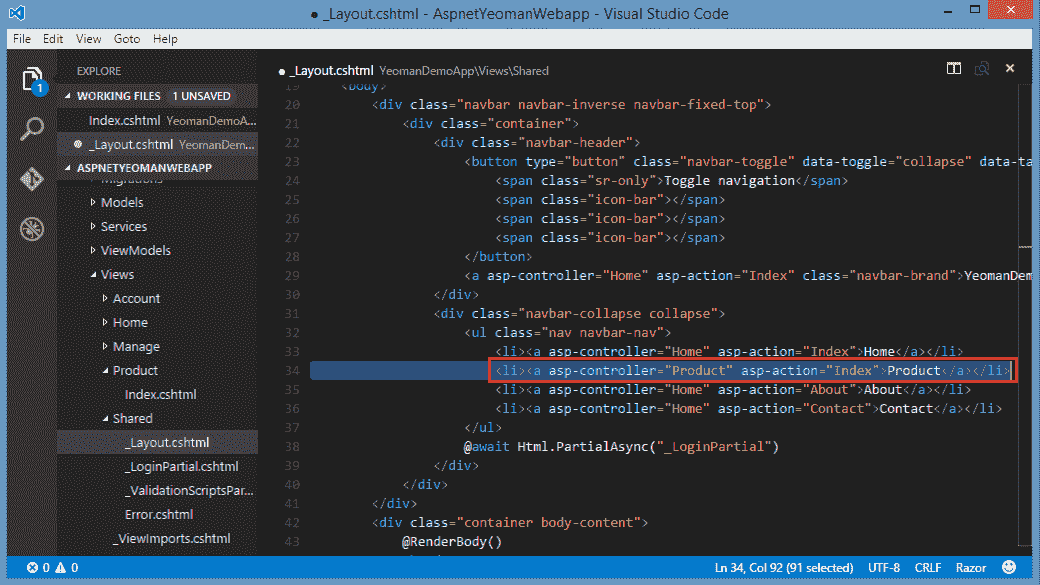 _Layout.cshtml - AspnetYeomanWebapp - Visual Studio Code
File Edit View Goto Help
EXPLORE
1
WORKING FILES 1 UNSAVED
Index.cshtml YeomanDemoA...
_Layout.cshtml YeomanDem...
ASPNETYEOMANWEBAPP
Migrations
Models
Services
ViewModels
Views
Account
Home
Manage
Product
Index.cshtml
Shared
_Layout.cshtml
_LoginPartial.cshtml
_ValidationScriptsPar...
Error.cshtml
_ViewImports.cshtml
_Layout.cshtml YeomanDemoApp\Views\Shared
19 <body>
20 <div class="navbar navbar-inverse navbar-fixed-top">
21 <div class="container">
22 <div class="navbar-header">
23 <button type="button" class="navbar-toggle" data-toggle="collapse" data-ta
24 <span class="sr-only">Toggle navigation</span>
25 <span class="icon-bar"></span>
26 <span class="icon-bar"></span>
27 <span class="icon-bar"></span>
28 </button>
29 <a asp-controller="Home" asp-action="Index" class="navbar-brand">YeomanDem
30 </div>
31 <div class="navbar-collapse collapse">
32 <ul class="nav navbar-nav">
33 <li><a asp-controller="Home" asp-action="Index">Home</a></li>
34 <li><a asp-controller="Product" asp-action="Index">Product</a></li>
35 <li><a asp-controller="Home" asp-action="About">About</a></li>
36 <li><a asp-controller="Home" asp-action="Contact">Contact</a></li>
37 </ul>
38 @await Html.PartialAsync("_LoginPartial")
39 </div>
40 </div>
41 </div>
42 <div class="container body-content">
43 @RenderBody()
0 0 Ln 34, Col 92 (91 selected) UTF-8 CRLF Razor